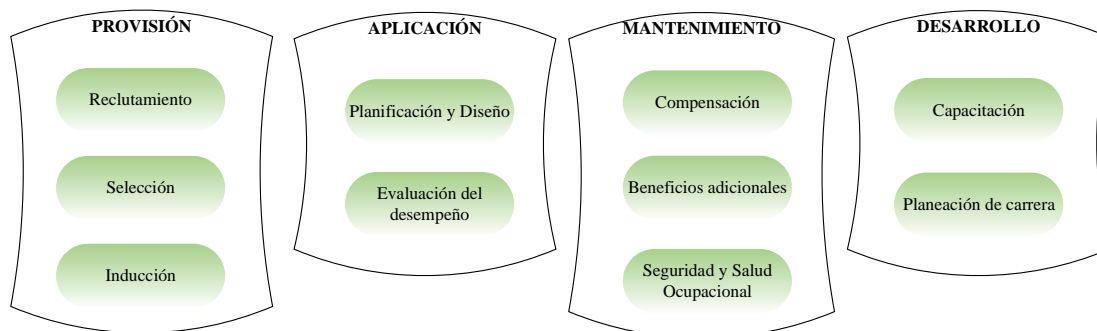 PROVISIÓN
Reclutamiento
Selección
Inducción
APLICACIÓN
Planificación y Diseño
Evaluación del
desempeño
MANTENIMIENTO
Compensación
Beneficios adicionales
Seguridad y Salud
Ocupacional
DESARROLLO
Capacitación
Planeación de carrera